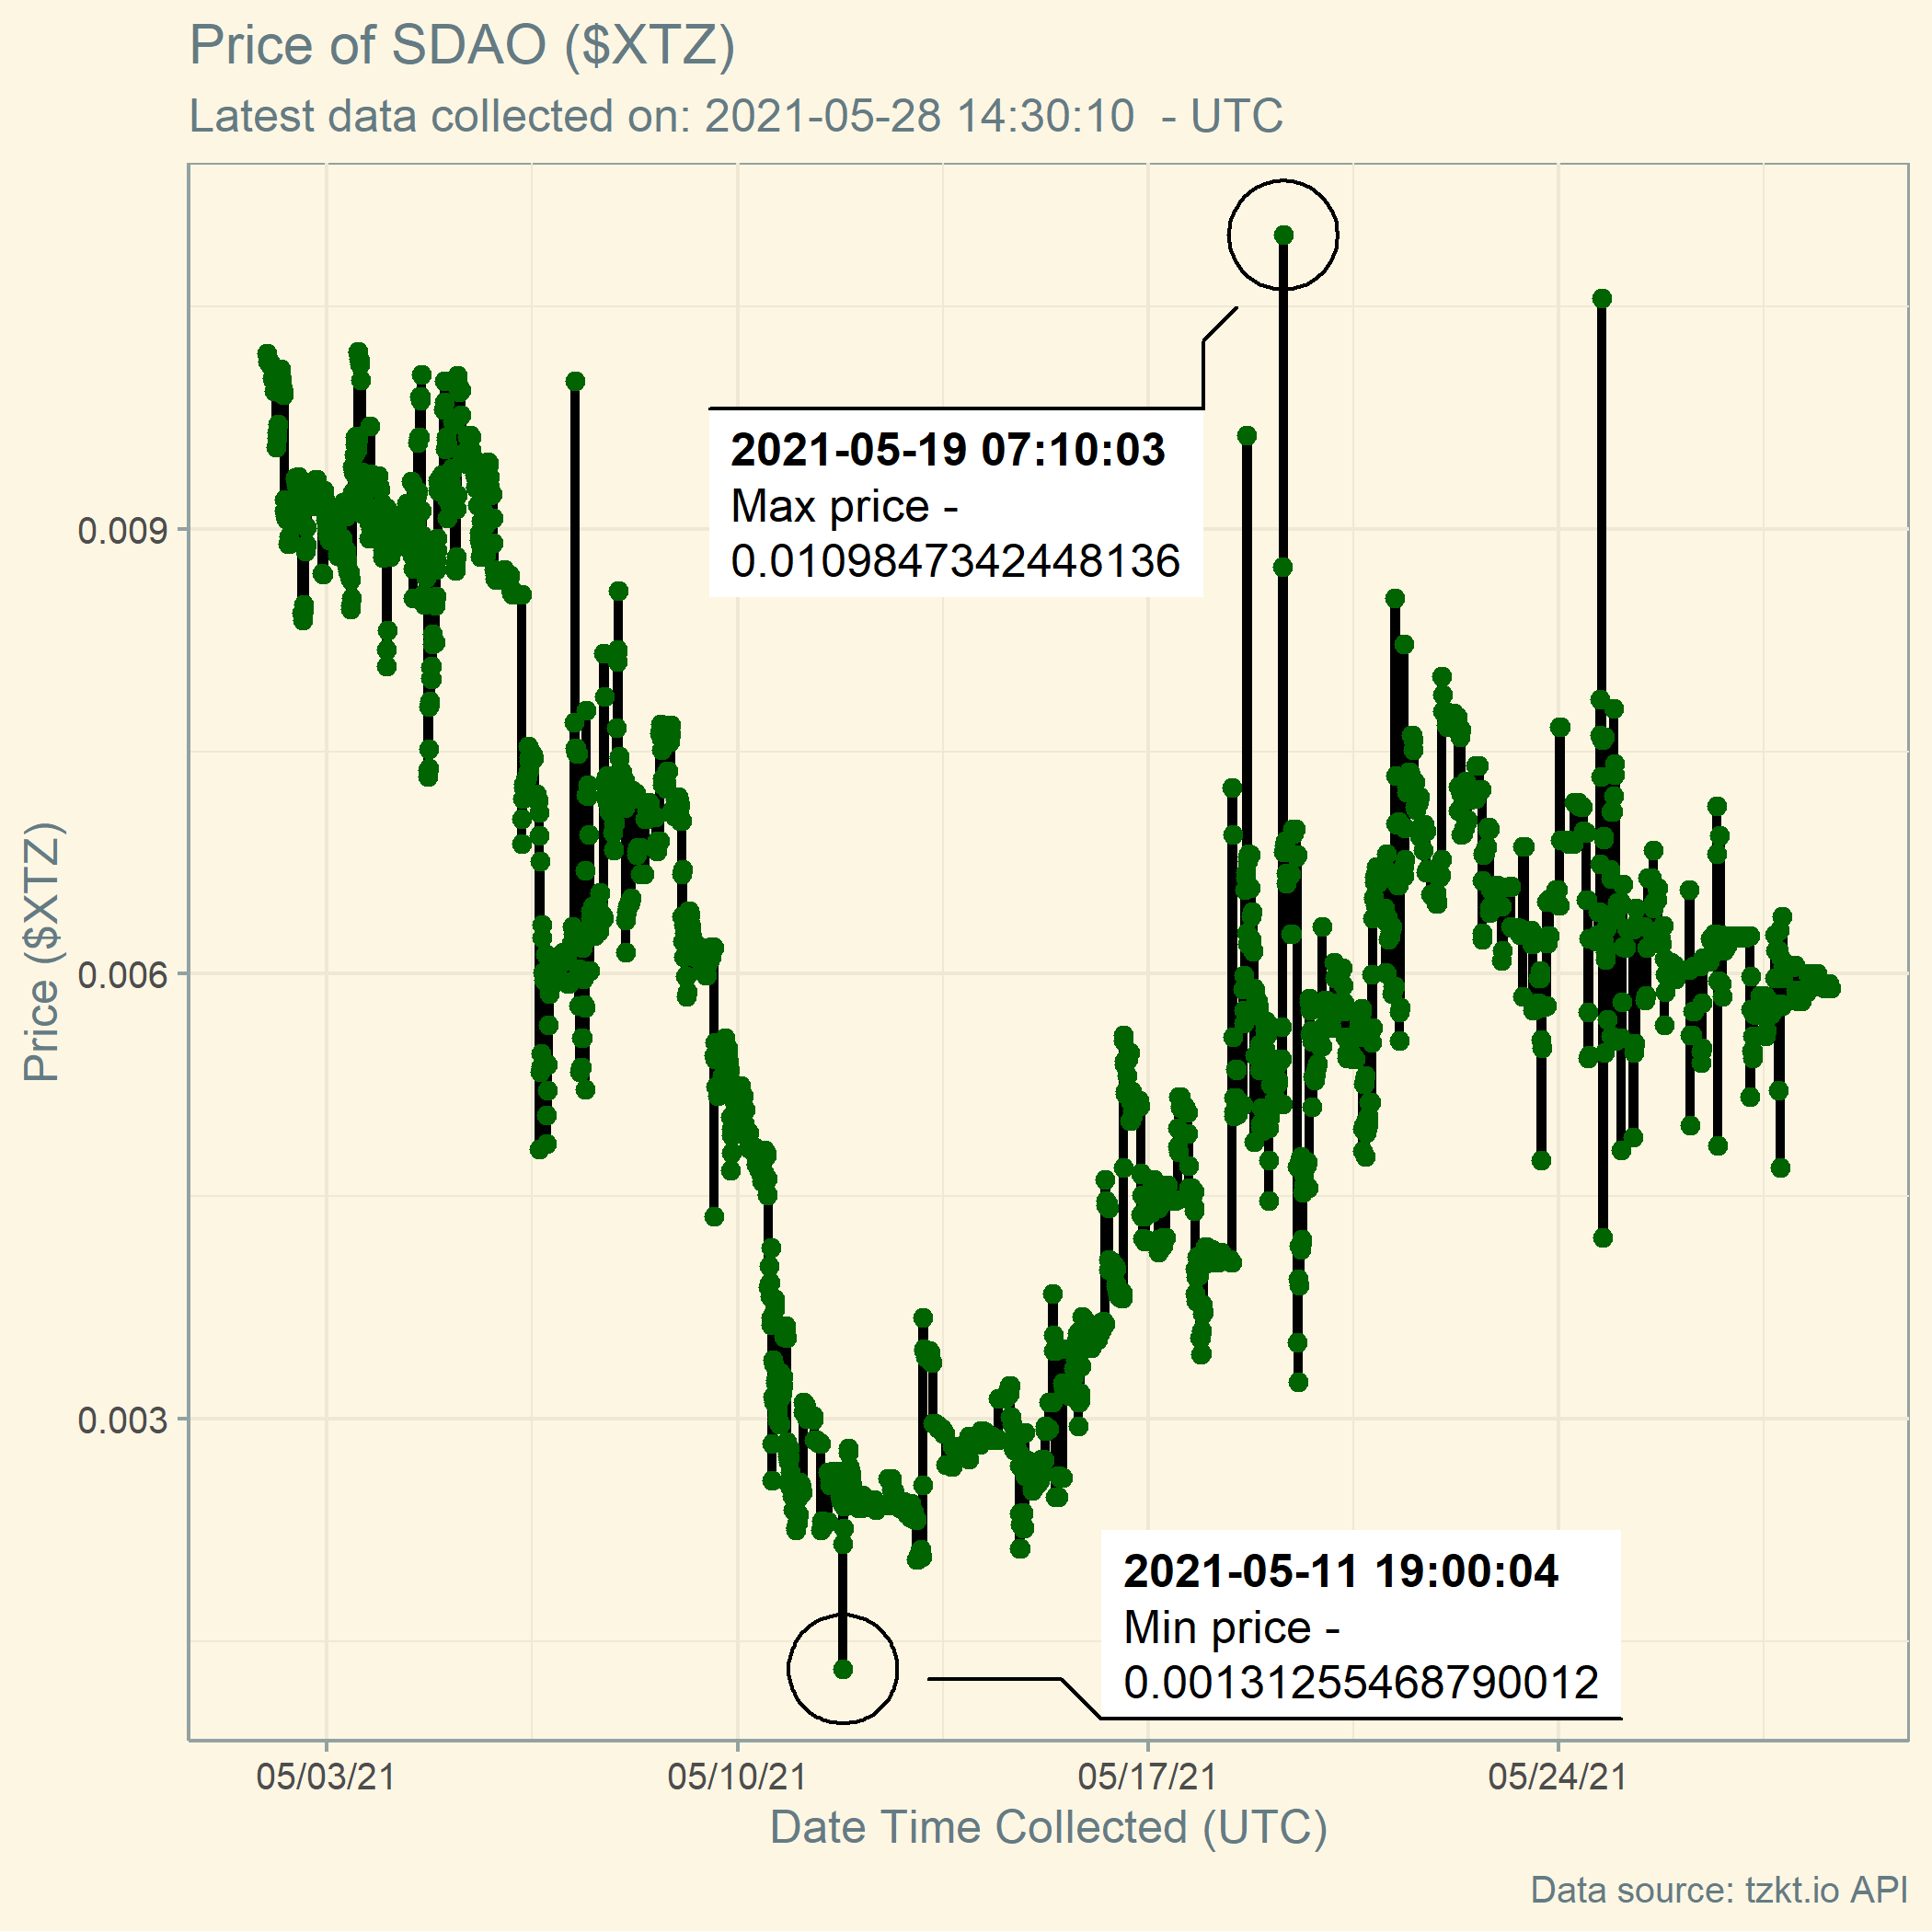 Price of SDAO ($XTZ)
Latest data collected on: 2021-05-28 14:30:10  - UTC
2021-05-19 07:10:03
Max price -
0.0109847342448136
0.009
0.006
0.003
Price ($XTZ)
2021-05-11 19:00:04
Min price -
0.00131255468790012
05/03/21
05/10/21
05/17/21
05/24/21
Date Time Collected (UTC)
Data source: tzkt.io API